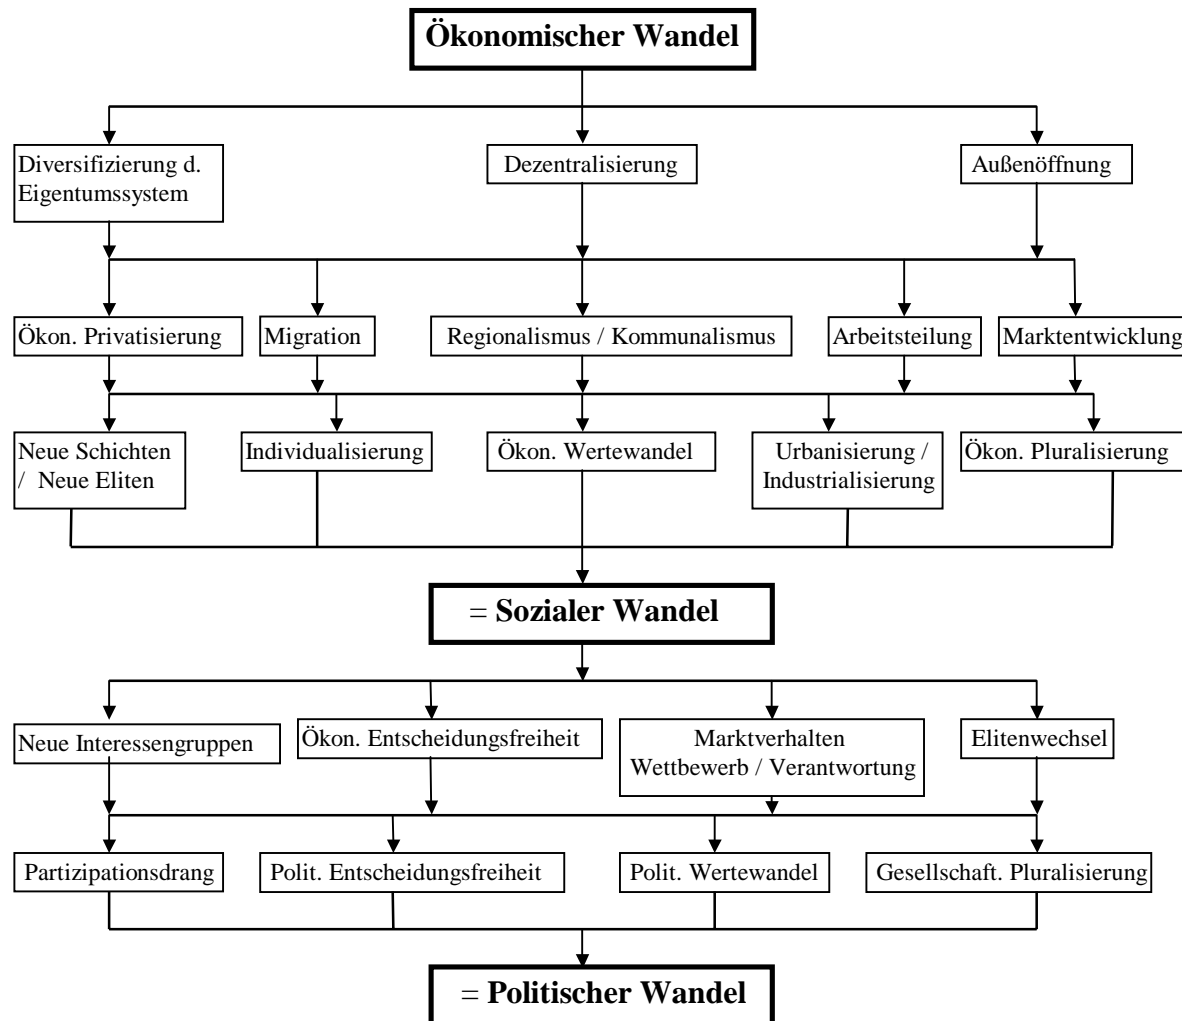 Ökonomischer Wandel
Diversifizierung d.
Eigentumssystem
Dezentralisierung
Außenöffnung
Ökon. Privatisierung
Migration
Regionalismus / Kommunalismus
Arbeitsteilung
Marktentwicklung
Neue Schichten
/ Neue Eliten
Individualisierung
Ökon. Wertewandel
Urbanisierung /
Industrialisierung
Ökon. Pluralisierung
= Sozialer Wandel
Neue Interessengruppen
Ökon. Entscheidungsfreiheit
Marktverhalten
Wettbewerb / Verantwortung
Elitenwechsel
Partizipationsdrang
Polit. Entscheidungsfreiheit
Polit. Wertewandel
Gesellschaft. Pluralisierung
= Politischer Wandel